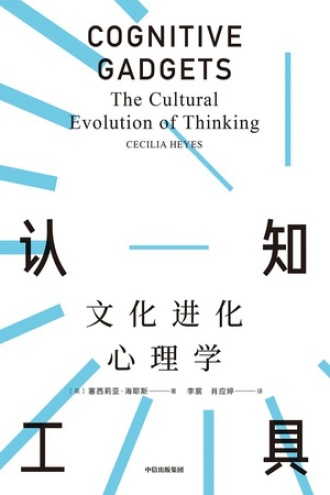 COGNITIVE
GADGETS
The Cultural
Evolution of Thinking
CECILIA HEYES
认 知
文化进化
心理学
［英］塞西莉亚·海耶斯——著 李宸 肖应婷——译
工 具
中信出版集团